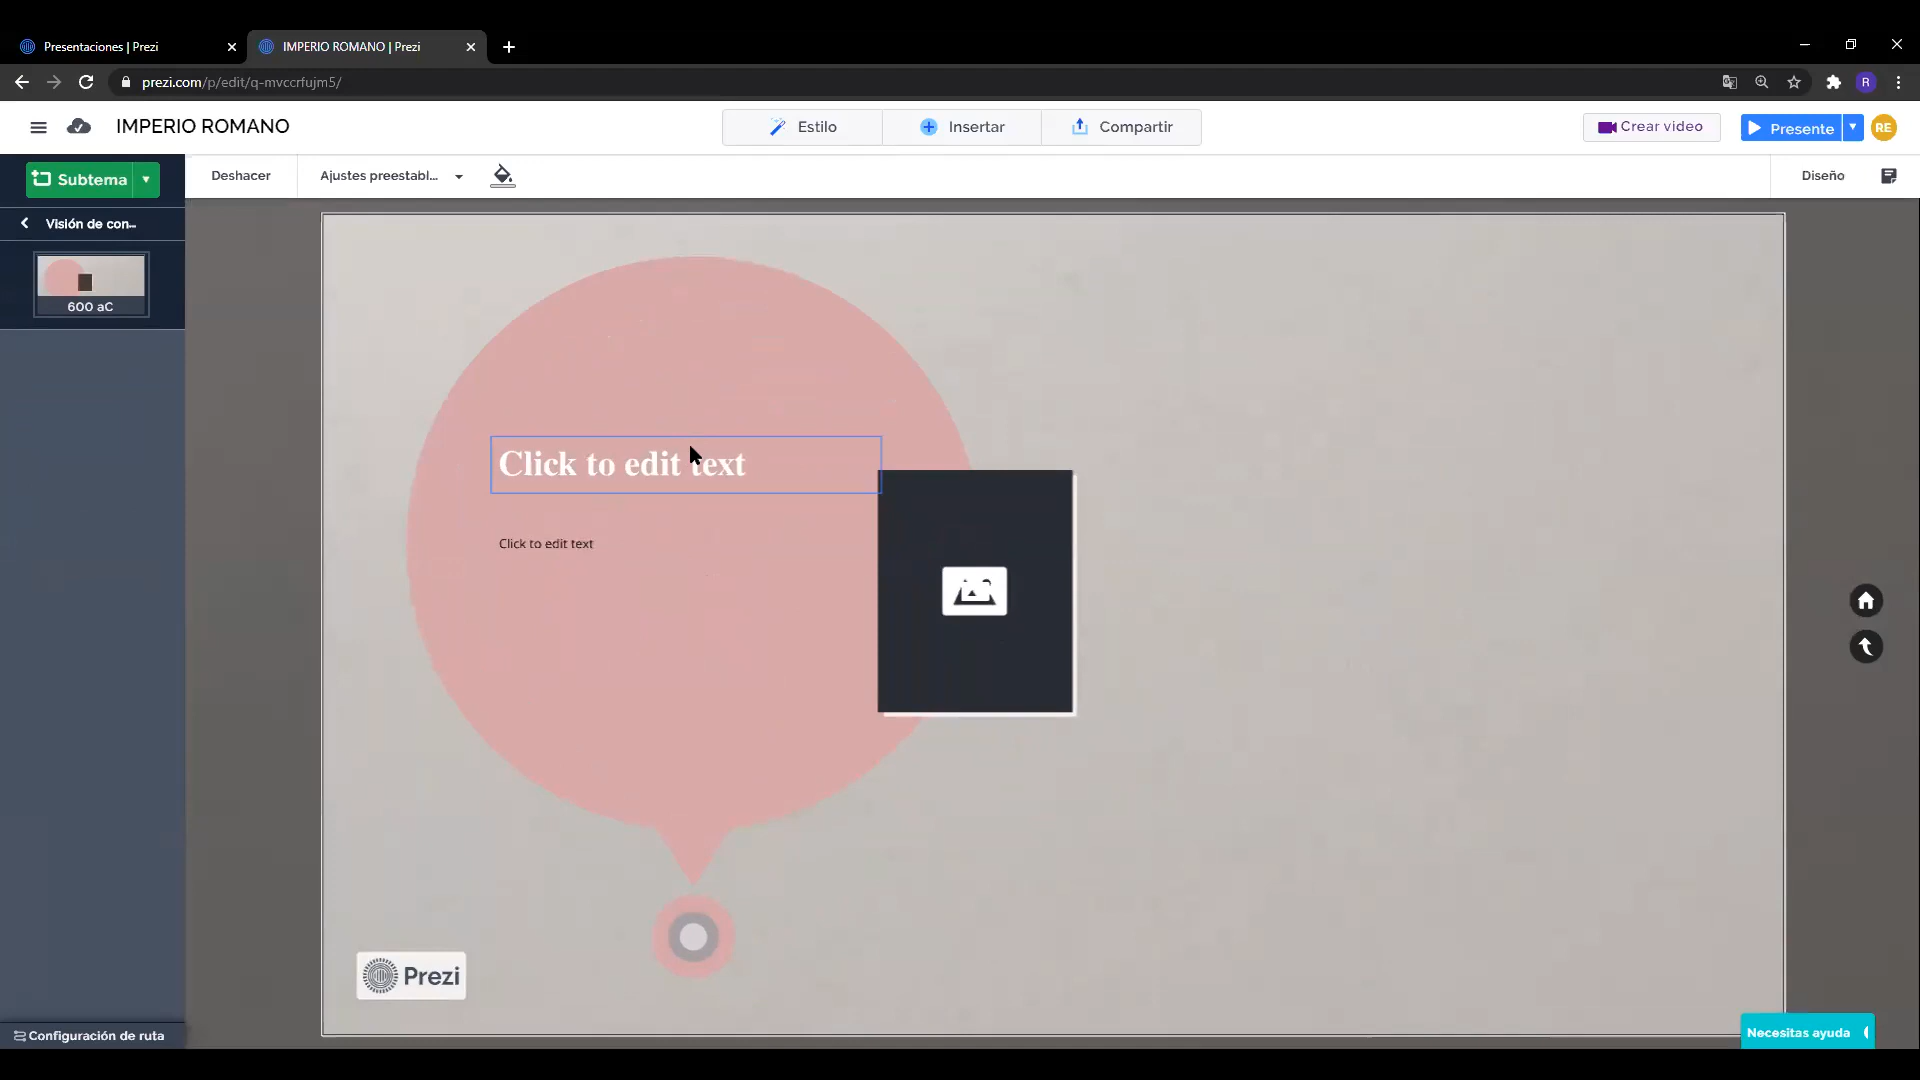 Presentaciones | Prezi
IMPERIO ROMANO | Prezi
prezi.com/p/edit/q-mvccrfujm5/
R
IMPERIO ROMANO
Estilo
Insertar
Compartir
Crear video
Presente
RE
Subtema
Deshacer
Ajustes preestabl...
Diseño
Visión de con...
600 aC
Click to edit text
Click to edit text
Prezi
Configuración de ruta
Necesitas ayuda